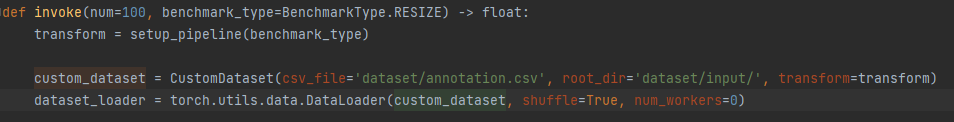 def invoke(num=100, benchmark_type=BenchmarkType.RESIZE) -> float:
transform = setup_pipeline(benchmark_type)
custom_dataset = CustomDataset(csv_file='dataset/annotation.csv', root_dir='dataset/input/', transform=transform)
dataset_loader = torch.utils.data.DataLoader(custom_dataset, shuffle=True, num_workers=0)